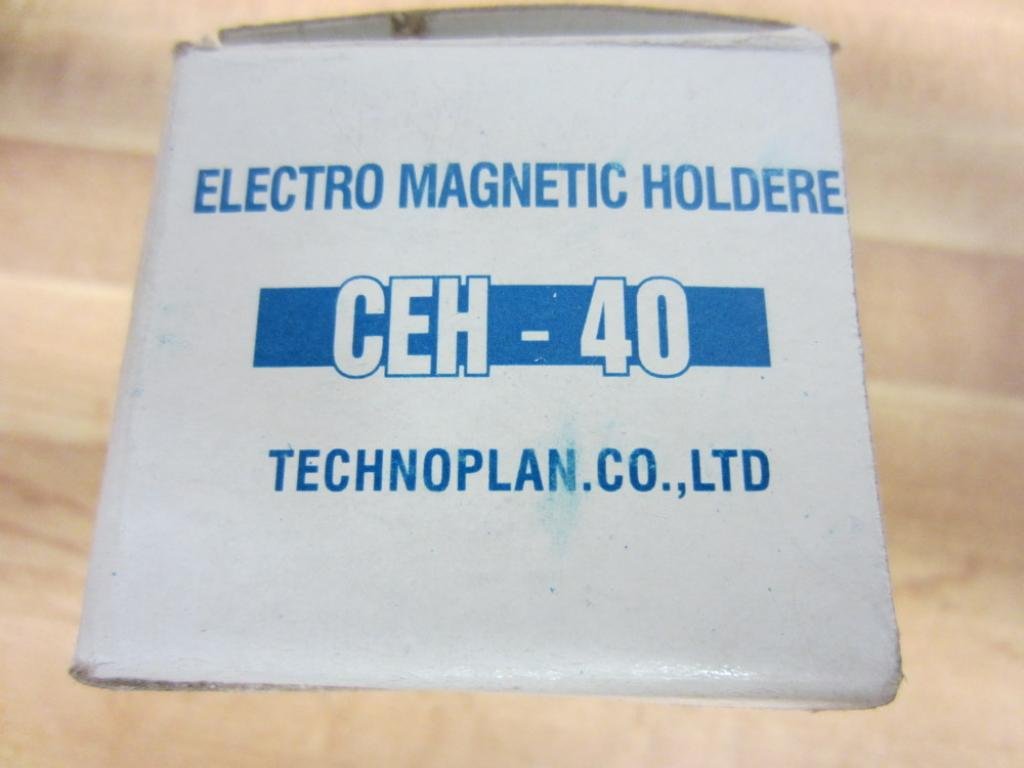 ELECTRO MAGNETIC HOLDERE
CEH - 40
TECHNOPLAN.CO.,LTD